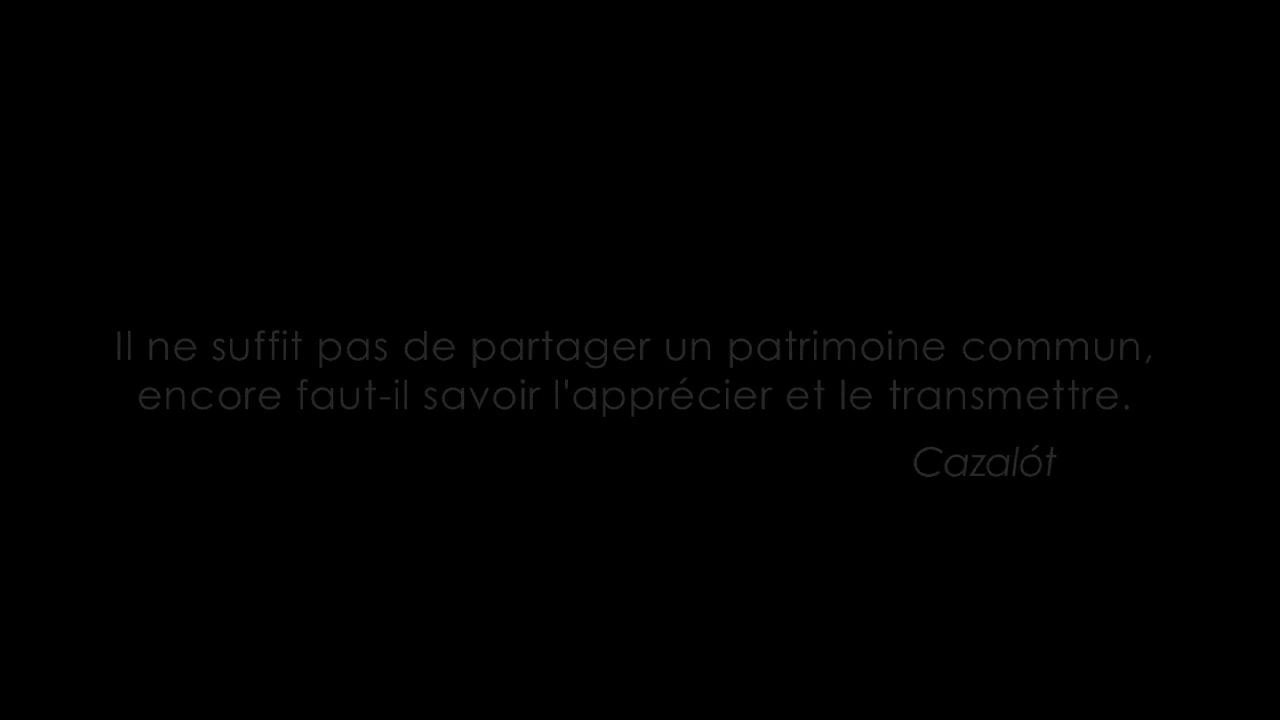 Il ne suffit pas de partager un patrimoine commun,
encore faut-il savoir l'apprécier et le transmettre.
Cazalót